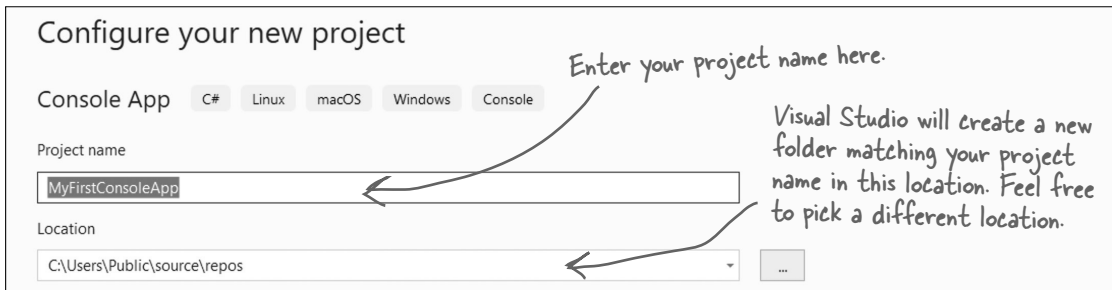 Configure your new project
Enter your project name here.
Console App C# Linux macOS Windows Console
Visual Studio will create a new
folder matching your project
name in this location. Feel free
to pick a different location.
Project name
MyFirstConsoleApp
Location
C:\Users\Public\source\repos
...